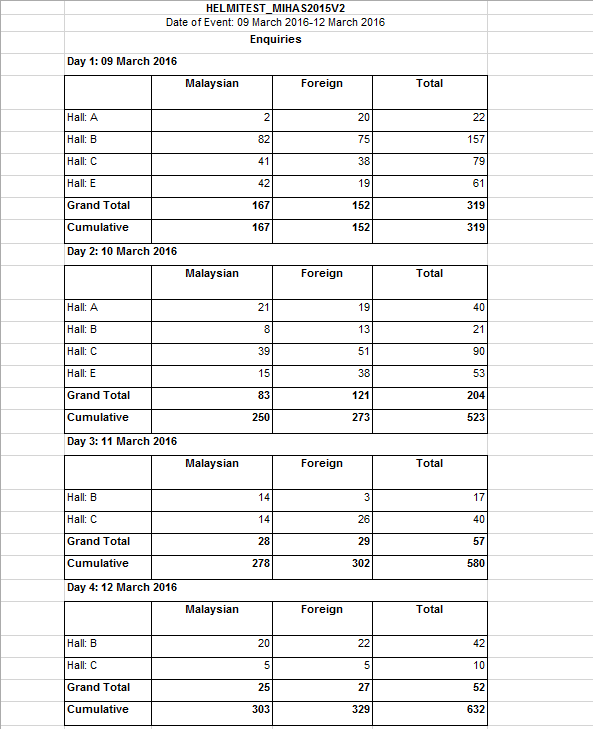 HELMITEST_MIHAS2015V2
Date of Event: 09 March 2016-12 March 2016
Enquiries
Day 1: 09 March 2016
Malaysian Foreign Total
Hall: A 2 20 22
Hall: B 82 75 157
Hall: C 41 38 79
Hall: E 42 19 61
Grand Total 167 152 319
Cumulative 167 152 319
Day 2: 10 March 2016
Malaysian Foreign Total
Hall: A 21 19 40
Hall: B 8 13 21
Hall: C 39 51 90
Hall: E 15 38 53
Grand Total 83 121 204
Cumulative 250 273 523
Day 3: 11 March 2016
Malaysian Foreign Total
Hall: B 14 3 17
Hall: C 14 26 40
Grand Total 28 29 57
Cumulative 278 302 580
Day 4: 12 March 2016
Malaysian Foreign Total
Hall: B 20 22 42
Hall: C 5 5 10
Grand Total 25 27 52
Cumulative 303 329 632